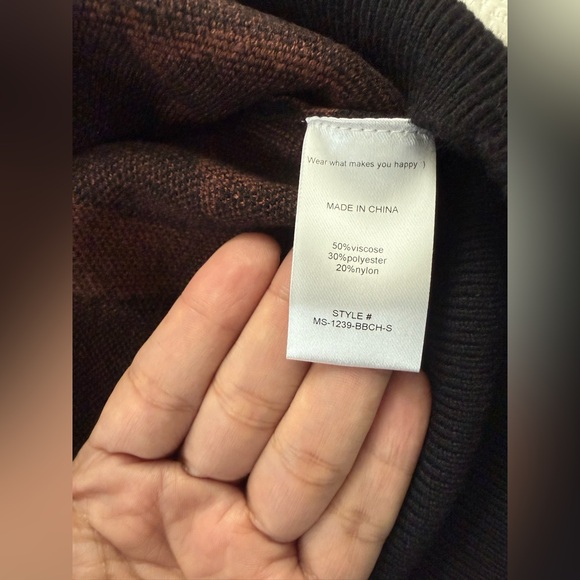 Wear what makes you happy :)
MADE IN CHINA
50%viscose
30%polyester
20%nylon
STYLE #
MS-1239-BBCH-S